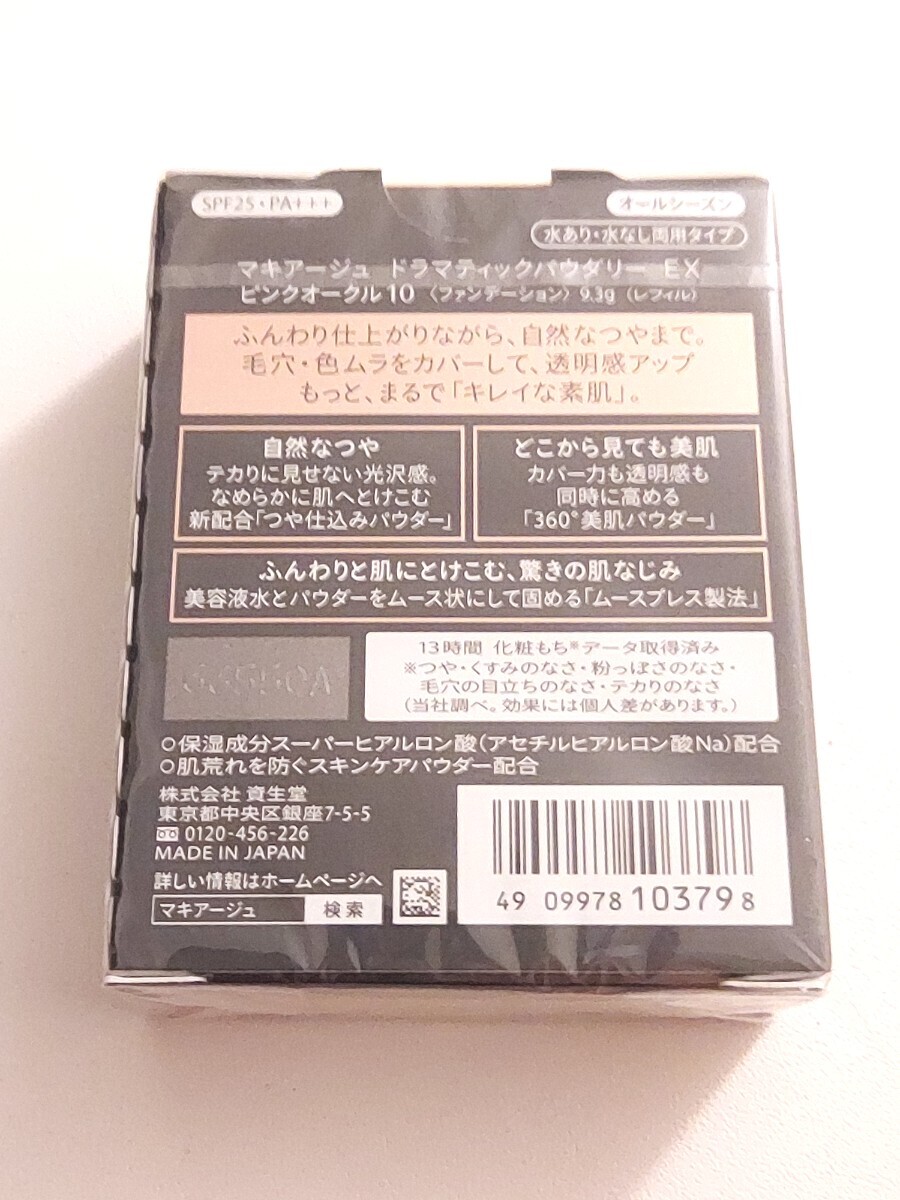 SPF25・PA+++
オールシーズン
水あり・水なし両用タイプ
マキアージュ ドラマティックパウダリー EX
ピンクオークル10 〈ファンデーション〉 9.3g （レフィル）
ふんわり仕上がりながら、自然なつやまで。
毛穴・色ムラをカバーして、透明感アップ
もっと、まるで「キレイな素肌」。
自然なつや
テカりに見せない光沢感。
なめらかに肌へとけこむ
新配合「つや仕込みパウダー」
どこから見ても美肌
カバー力も透明感も
同時に高める
「360°美肌パウダー」
ふんわりと肌にとけこむ、驚きの肌なじみ
美容液水とパウダーをムース状にして固める「ムースプレス製法」
13時間 化粧もち※データ取得済み
※つや・くすみのなさ・粉っぽさのなさ・
毛穴の目立ちのなさ・テカりのなさ
（当社調べ。効果には個人差があります。）
○保湿成分スーパーヒアルロン酸（アセチルヒアルロン酸Na）配合
○肌荒れを防ぐスキンケアパウダー配合
株式会社 資生堂
東京都中央区銀座7-5-5
0120-456-226
MADE IN JAPAN
詳しい情報はホームページへ
マキアージュ 検索
49 09978 10379 8